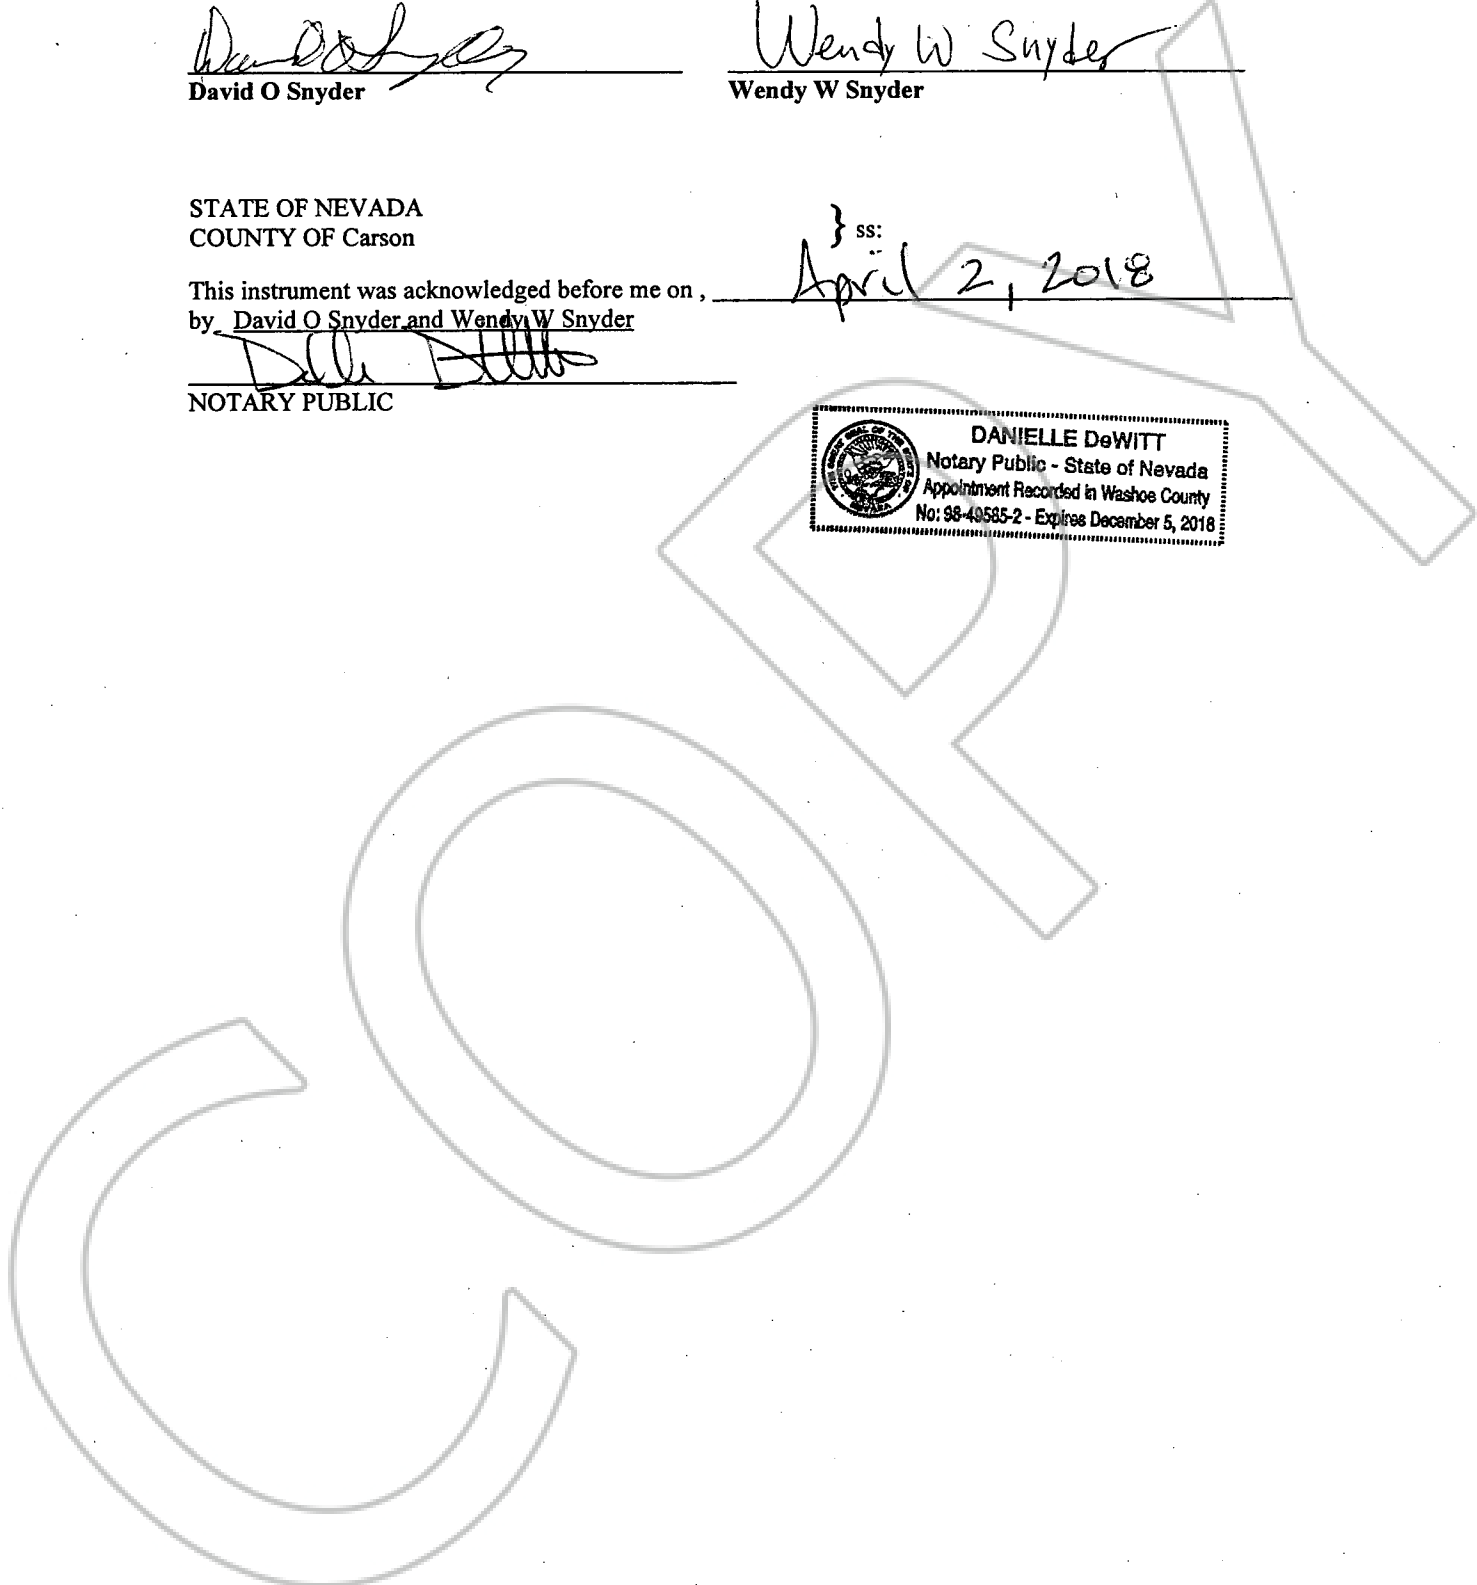 David O Snyder
Wendy W Snyder
David O Snyder
Wendy W Snyder
STATE OF NEVADA
COUNTY OF Carson
} ss:
This instrument was acknowledged before me on , April 2, 2018
by David O Snyder and Wendy W Snyder
NOTARY PUBLIC
DANIELLE DeWITT
Notary Public - State of Nevada
Appointment Recorded in Washoe County
No: 98-49585-2 - Expires December 5, 2018
COPY